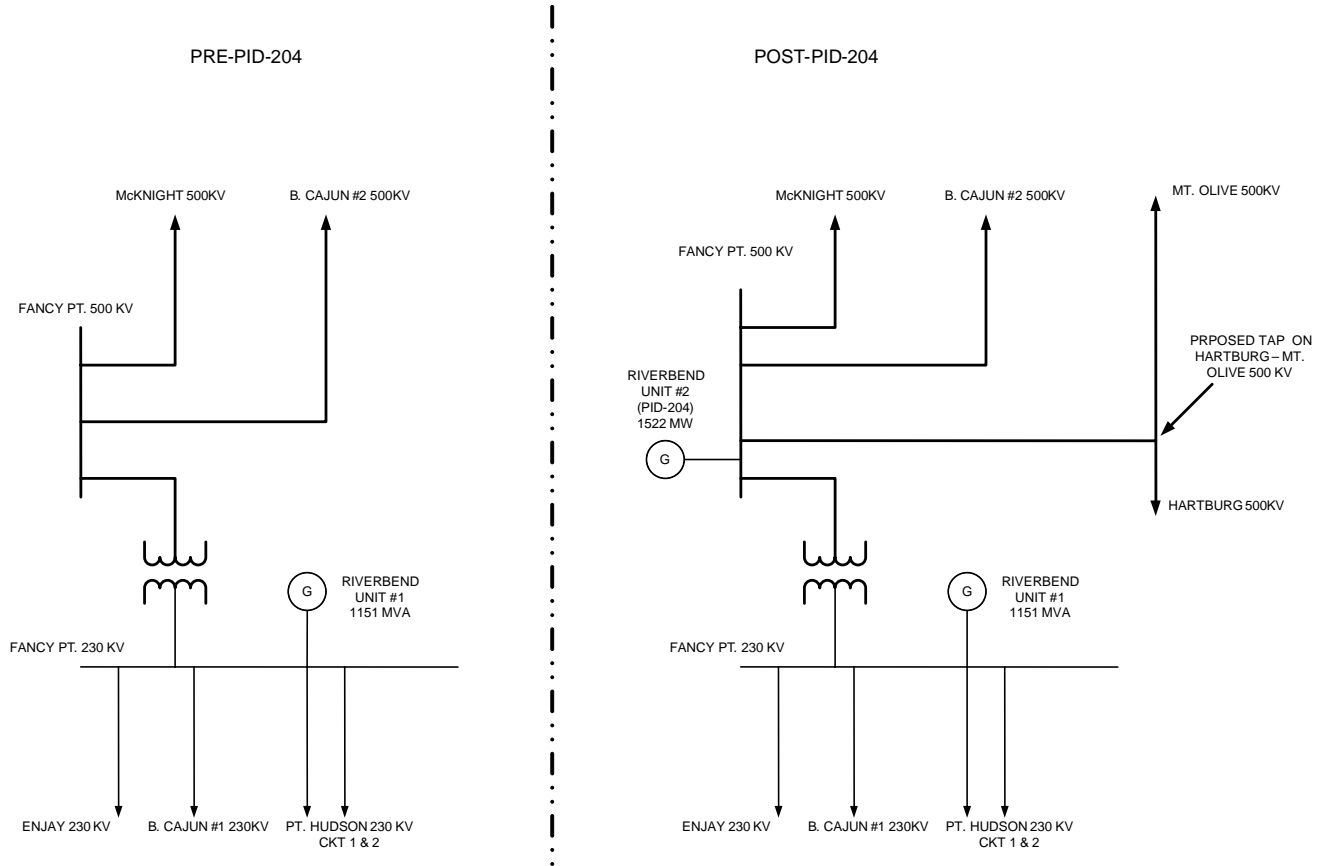 PRE-PID-204
McKNIGHT 500KV
B. CAJUN #2 500KV
FANCY PT. 500 KV
G
RIVERBEND
UNIT #1
1151 MVA
FANCY PT. 230 KV
ENJAY 230 KV
B. CAJUN #1 230KV
PT. HUDSON 230 KV
CKT 1 & 2
POST-PID-204
McKNIGHT 500KV
B. CAJUN #2 500KV
MT. OLIVE 500KV
FANCY PT. 500 KV
PRPOSED TAP ON
HARTBURG – MT.
OLIVE 500 KV
RIVERBEND
UNIT #2
(PID-204)
1522 MW
G
HARTBURG 500KV
G
RIVERBEND
UNIT #1
1151 MVA
FANCY PT. 230 KV
ENJAY 230 KV
B. CAJUN #1 230KV
PT. HUDSON 230 KV
CKT 1 & 2